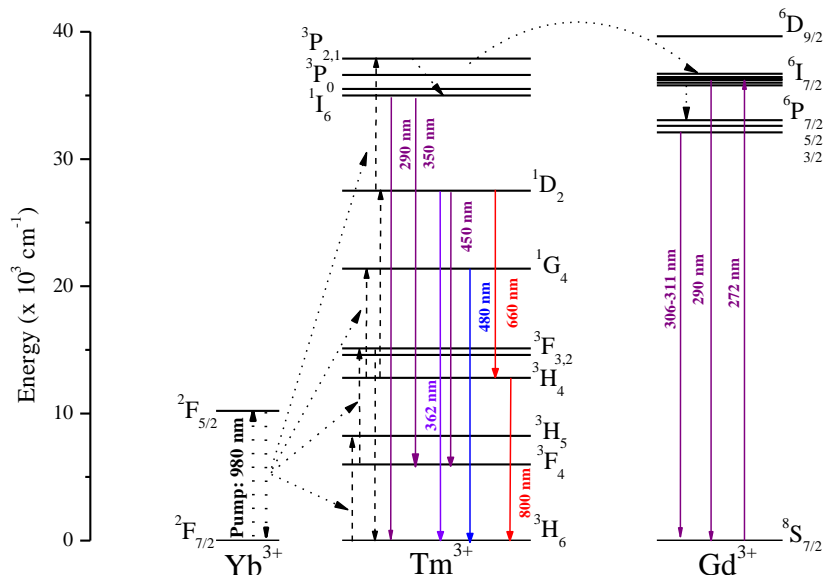 Energy (x 10³ cm⁻¹)
40
30
20
10
0
²F₅/₂
²F₇/₂
Pump: 980 nm
Yb³⁺
³P₂,₁
³P₀
¹I₆
¹D₂
¹G₄
³F₃,₂
³H₄
³H₅
³F₄
³H₆
290 nm
350 nm
450 nm
480 nm
660 nm
362 nm
800 nm
Tm³⁺
⁶D₉/₂
⁶I₇/₂
⁶P₇/₂
5/2
3/2
⁸S₇/₂
306-311 nm
290 nm
272 nm
Gd³⁺